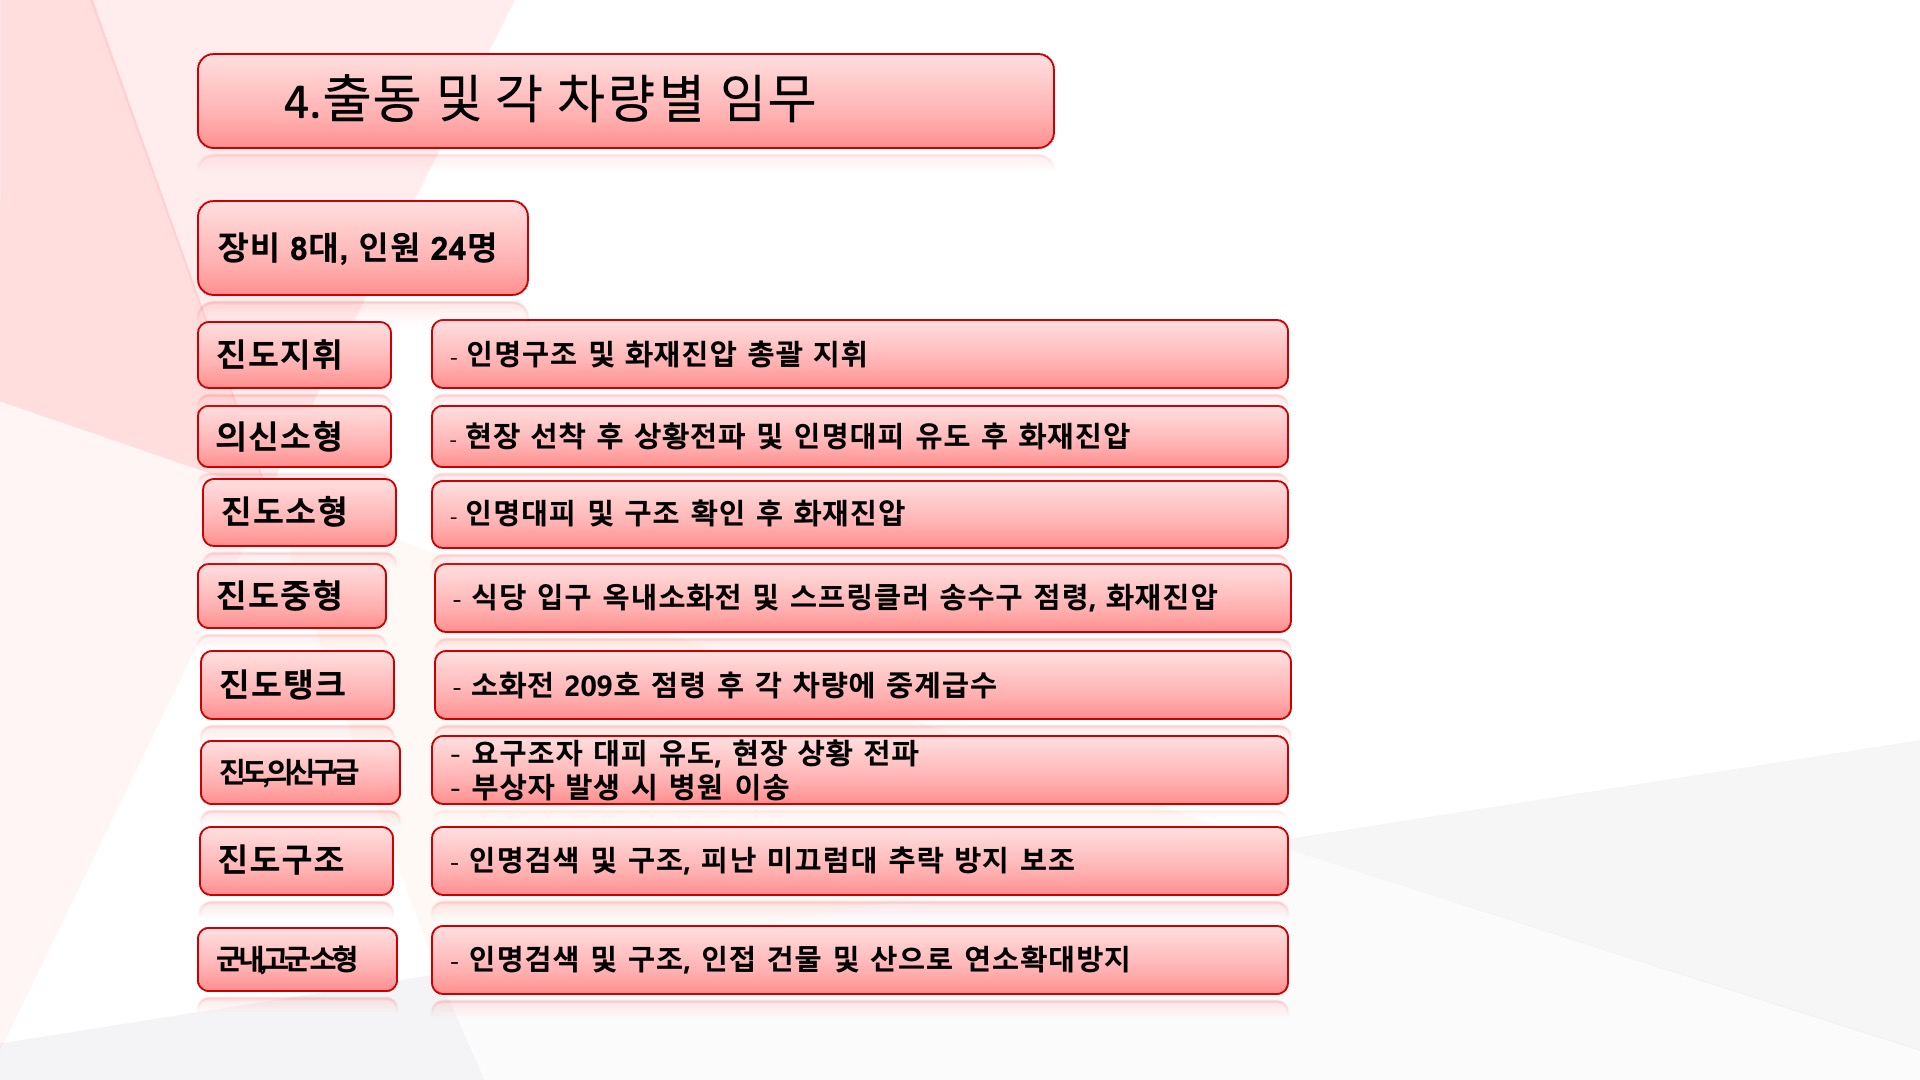 4.출동 및 각 차량별 임무
장비 8대, 인원 24명
진도지휘
- 인명구조 및 화재진압 총괄 지휘
의신소형
- 현장 선착 후 상황전파 및 인명대피 유도 후 화재진압
진도소형
- 인명대피 및 구조 확인 후 화재진압
진도중형
- 식당 입구 옥내소화전 및 스프링클러 송수구 점령, 화재진압
진도탱크
- 소화전 209호 점령 후 각 차량에 중계급수
진도,의신구급
- 요구조자 대피 유도, 현장 상황 전파
- 부상자 발생 시 병원 이송
진도구조
- 인명검색 및 구조, 피난 미끄럼대 추락 방지 보조
군내,고군소형
- 인명검색 및 구조, 인접 건물 및 산으로 연소확대방지